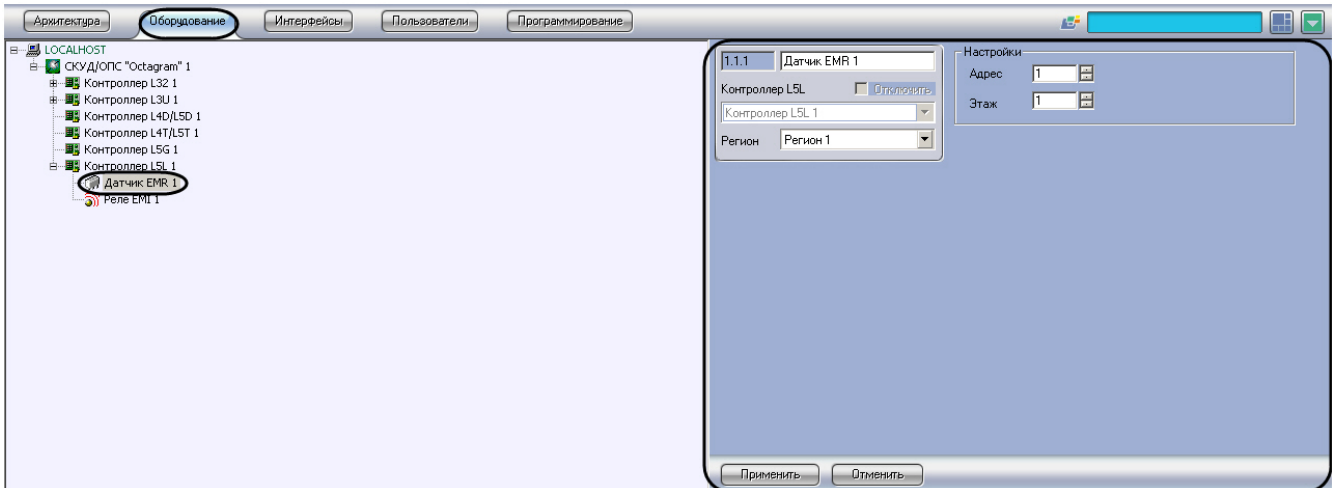 Архитектура Оборудование Интерфейсы Пользователи Программирование
LOCALHOST
СКУД/ОПС "Octagram" 1
Контроллер L32 1
Контроллер L3U 1
Контроллер L4D/L5D 1
Контроллер L4T/L5T 1
Контроллер L5G 1
Контроллер L5L 1
Датчик EMR 1
Реле EMI 1
1.1.1 Датчик EMR 1
Контроллер L5L Отключить
Контроллер L5L 1
Регион Регион 1
Настройки
Адрес 1
Этаж 1
Применить Отменить